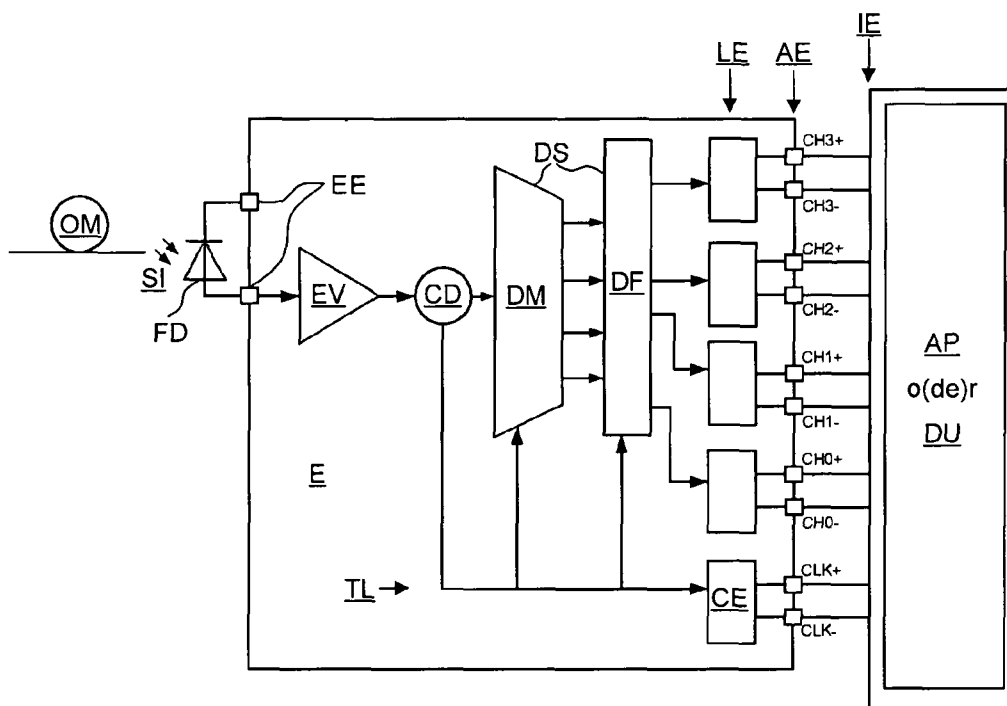 IE
LE
AE
CH3+
DS
EE
CH3-
OM
CH2+
SI
EV
CD
DM
DF
CH2-
FD
CH1+
AP
o(de)r
DU
CH1-
CH0+
E
CH0-
CLK+
TL
CE
CLK-